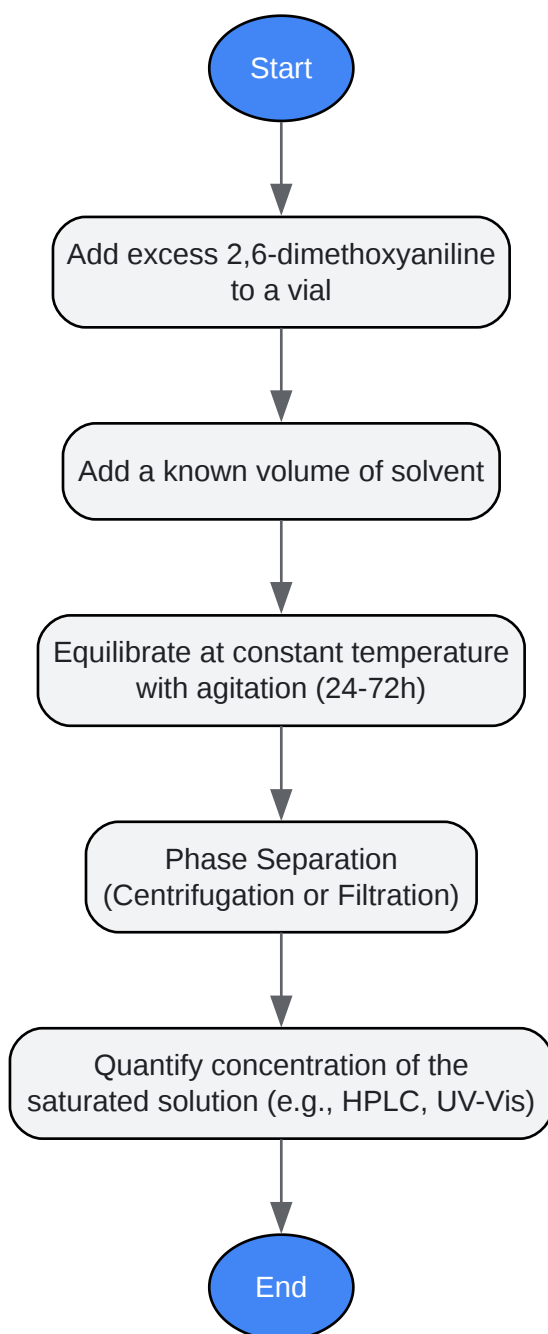 Start
Add excess 2,6-dimethoxyaniline
to a vial
Add a known volume of solvent
Equilibrate at constant temperature
with agitation (24-72h)
Phase Separation
(Centrifugation or Filtration)
Quantify concentration of the
saturated solution (e.g., HPLC, UV-Vis)
End